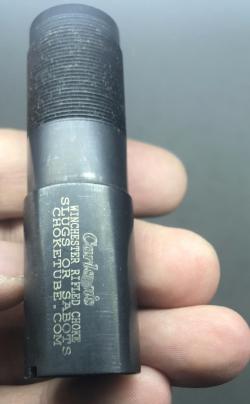 Carlson's
WINCHESTER RIFLED CHOKE
SLUGS OR SABOTS
CHOKETUBE.COM